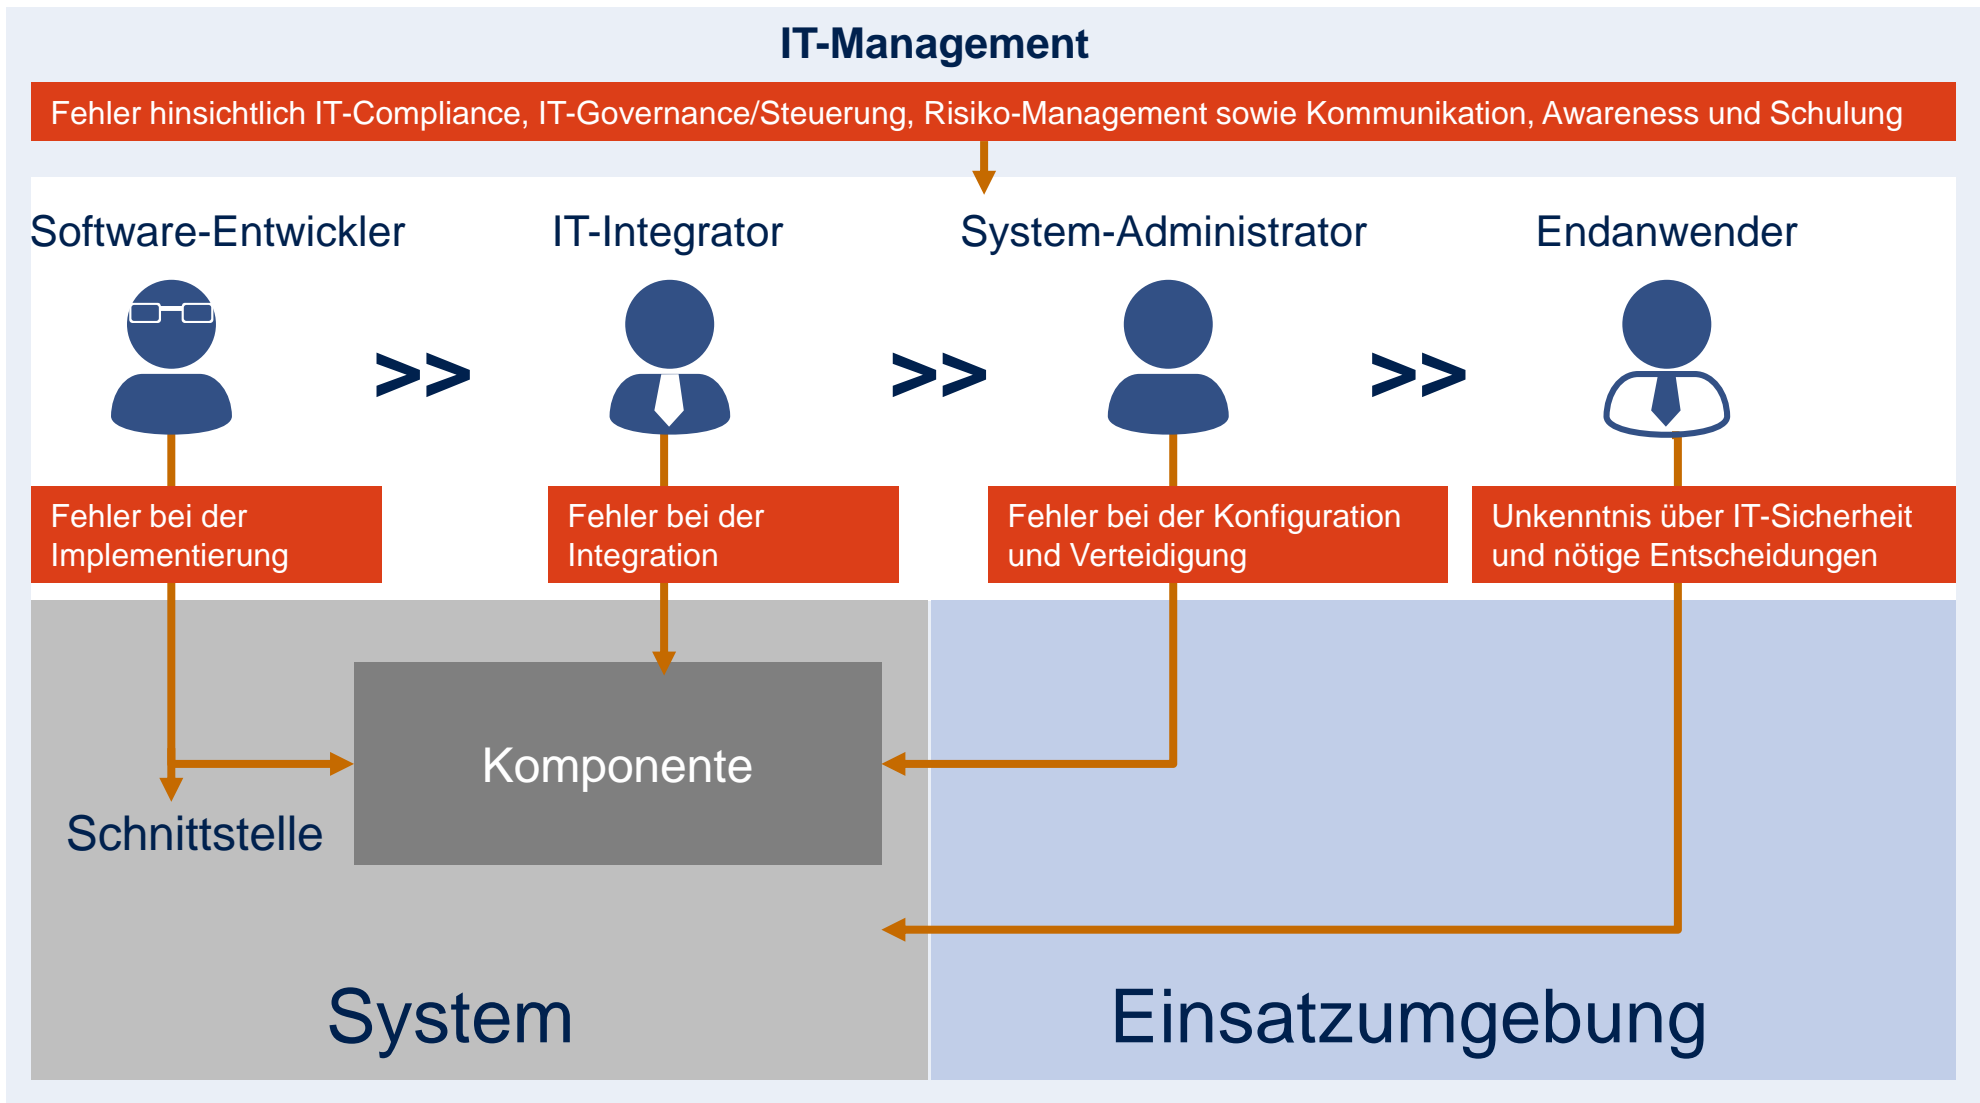 IT-Management
Fehler hinsichtlich IT-Compliance, IT-Governance/Steuerung, Risiko-Management sowie Kommunikation, Awareness und Schulung
Software-Entwickler
IT-Integrator
System-Administrator
Endanwender
>>
>>
>>
Fehler bei der
Implementierung
Fehler bei der
Integration
Fehler bei der Konfiguration
und Verteidigung
Unkenntnis über IT-Sicherheit
und nötige Entscheidungen
Komponente
Schnittstelle
System
Einsatzumgebung